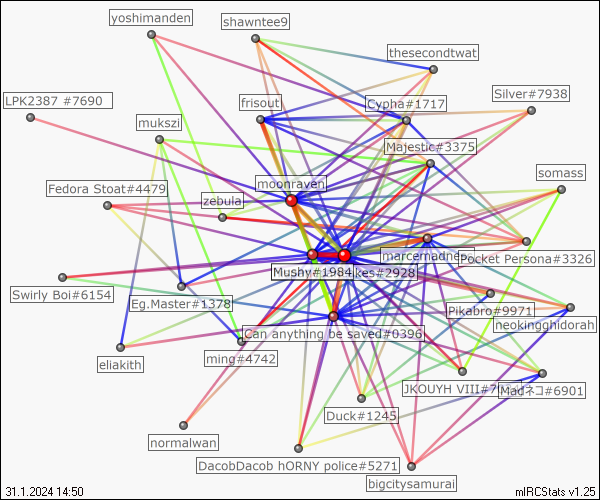 yoshimanden
shawntee9
thesecondtwat
Silver#7938
LPK2387 #7690
frisout
Cypha#1717
mukszi
Majestic#3375
somass
moonraven
Fedora Stoat#4479
zebula
marcemadne
Pocket Persona#3326
Mushy#1984
kes#2928
Swirly Boi#6154
Eg.Master#1378
Pikabro#9971
neokingghidorah
Can anything be saved#0396
ming#4742
eliakith
JKOUYH VIII#7
Madネコ#6901
Duck#1245
normalwan
DacobDacob hORNY police#5271
bigcitysamurai
31.1.2024 14:50
mIRCStats v1.25